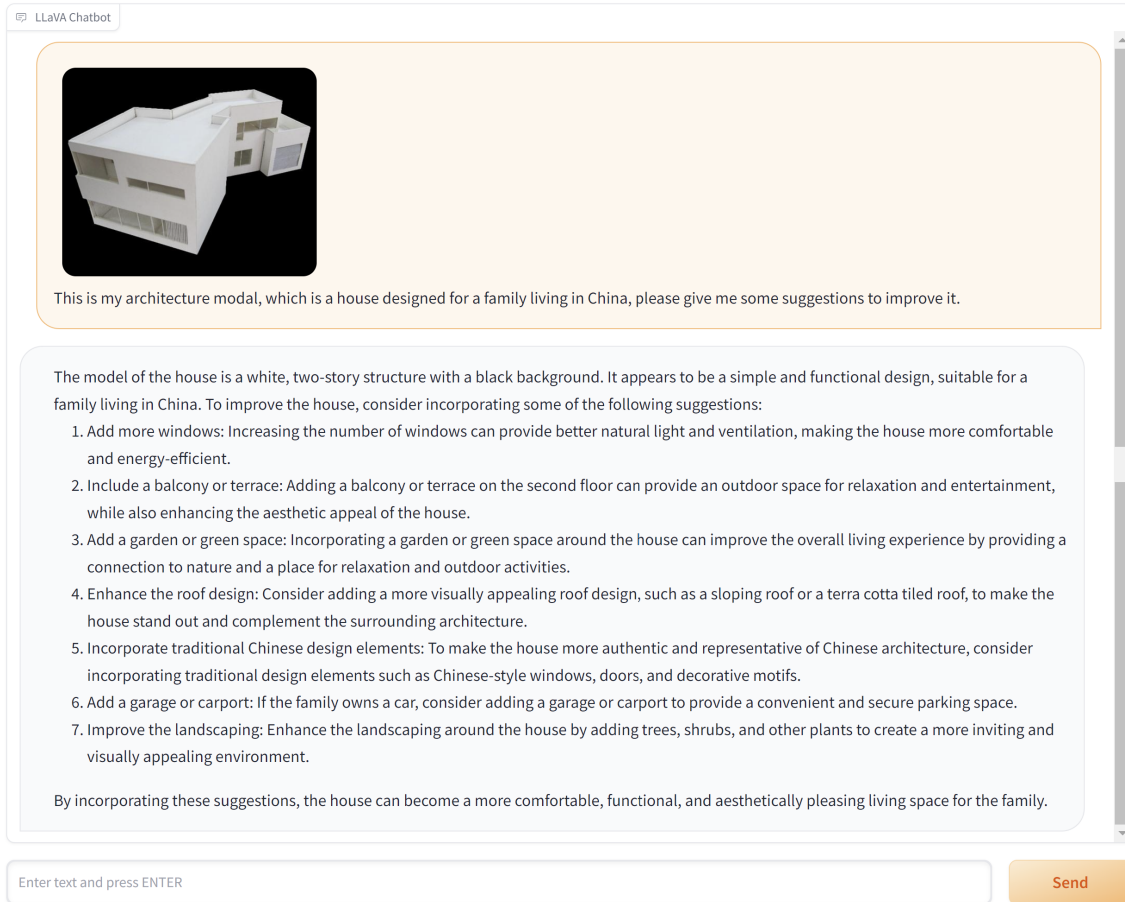 LLaVA Chatbot
This is my architecture modal, which is a house designed for a family living in China, please give me some suggestions to improve it.
The model of the house is a white, two-story structure with a black background. It appears to be a simple and functional design, suitable for a
family living in China. To improve the house, consider incorporating some of the following suggestions:
1. Add more windows: Increasing the number of windows can provide better natural light and ventilation, making the house more comfortable
and energy-efficient.
2. Include a balcony or terrace: Adding a balcony or terrace on the second floor can provide an outdoor space for relaxation and entertainment,
while also enhancing the aesthetic appeal of the house.
3. Add a garden or green space: Incorporating a garden or green space around the house can improve the overall living experience by providing a
connection to nature and a place for relaxation and outdoor activities.
4. Enhance the roof design: Consider adding a more visually appealing roof design, such as a sloping roof or a terra cotta tiled roof, to make the
house stand out and complement the surrounding architecture.
5. Incorporate traditional Chinese design elements: To make the house more authentic and representative of Chinese architecture, consider
incorporating traditional design elements such as Chinese-style windows, doors, and decorative motifs.
6. Add a garage or carport: If the family owns a car, consider adding a garage or carport to provide a convenient and secure parking space.
7. Improve the landscaping: Enhance the landscaping around the house by adding trees, shrubs, and other plants to create a more inviting and
visually appealing environment.
By incorporating these suggestions, the house can become a more comfortable, functional, and aesthetically pleasing living space for the family.
Enter text and press ENTER
Send